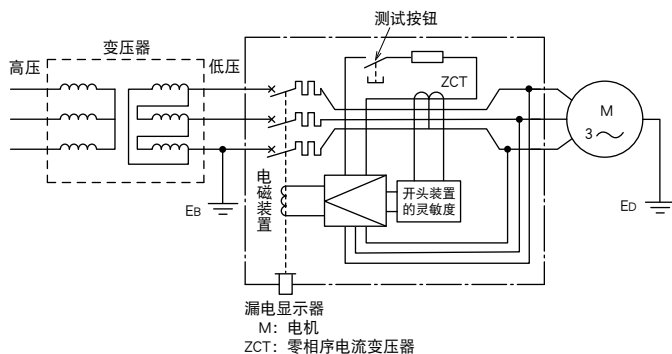 测试按钮
变压器
高压
低压
ZCT
M
3
电磁装置
开头装置
的灵敏度
EB
ED
漏电显示器
M：电机
ZCT：零相序电流变压器